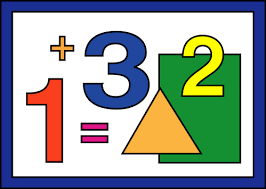 + 3 2
1 =